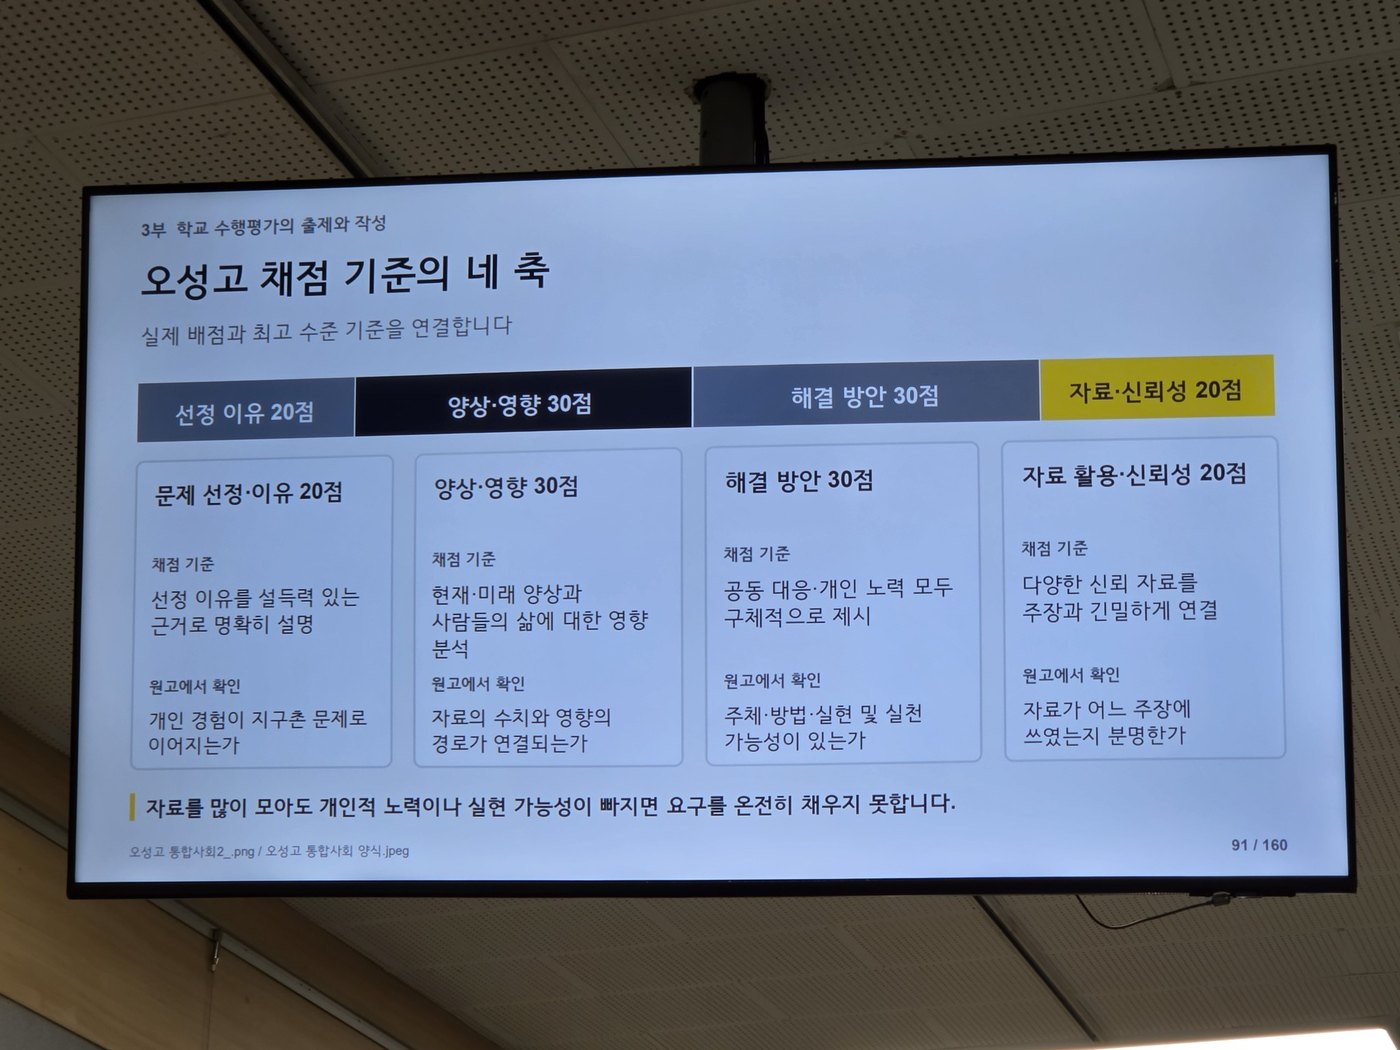 3부 학교 수행평가의 출제와 작성
오성고 채점 기준의 네 축
실제 배점과 최고 수준 기준을 연결합니다
선정 이유 20점
양상·영향 30점
해결 방안 30점
자료·신뢰성 20점
문제 선정·이유 20점
채점 기준
선정 이유를 설득력 있는
근거로 명확히 설명
원고에서 확인
개인 경험이 지구촌 문제로
이어지는가
양상·영향 30점
채점 기준
현재·미래 양상과
사람들의 삶에 대한 영향
분석
원고에서 확인
자료의 수치와 영향의
경로가 연결되는가
해결 방안 30점
채점 기준
공동 대응·개인 노력 모두
구체적으로 제시
원고에서 확인
주체·방법·실현 및 실천
가능성이 있는가
자료 활용·신뢰성 20점
채점 기준
다양한 신뢰 자료를
주장과 긴밀하게 연결
원고에서 확인
자료가 어느 주장에
쓰였는지 분명한가
자료를 많이 모아도 개인적 노력이나 실현 가능성이 빠지면 요구를 온전히 채우지 못합니다.
오성고 통합사회2_.png / 오성고 통합사회 양식.jpeg
91 / 160